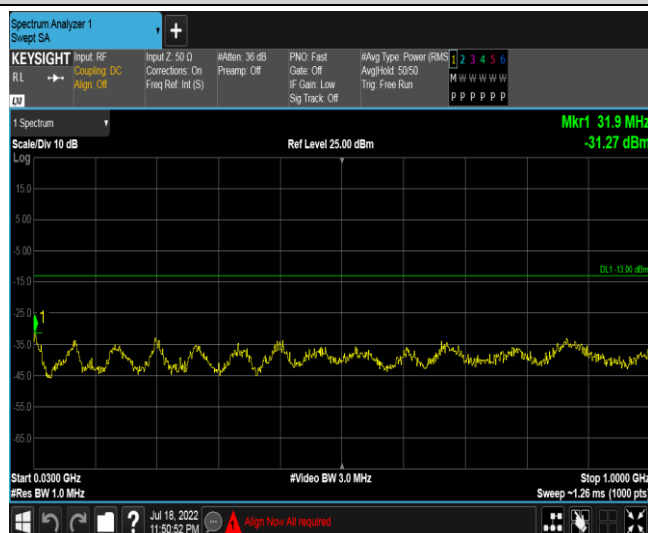 Spectrum Analyzer 1
Swept SA
+
KEYSIGHT
RL
LXI
Input: RF
Coupling: DC
Align: Off
Input Z: 50 Ω
Corrections: On
Freq Ref: Int (S)
#Atten: 36 dB
Preamp: Off
PNO: Fast
Gate: Off
IF Gain: Low
Sig Track: Off
#Avg Type: Power (RMS
Avg|Hold: 50/50
Trig: Free Run
1 2 3 4 5 6
M W W W W W
P P P P P P
1 Spectrum
Scale/Div 10 dB
Ref Level 25.00 dBm
Mkr1 31.9 MHz
-31.27 dBm
Log
15.0
5.00
-5.00
DL1 -13.00 dBm
-15.0
-25.0
1
-35.0
-45.0
-55.0
-65.0
Start 0.0300 GHz
#Video BW 3.0 MHz
Stop 1.0000 GHz
#Res BW 1.0 MHz
Sweep ~1.26 ms (1000 pts)
?
Jul 18, 2022
11:50:52 PM
Align Now All required